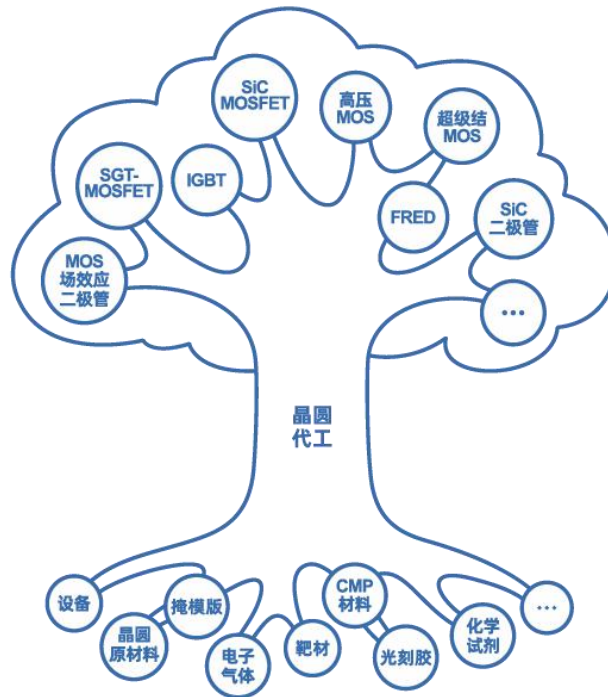 SiC
MOSFET
高压
MOS
超级结
MOS
SGT-
MOSFET
IGBT
FRED
SiC
二极管
MOS
场效应
二极管
...
晶圆
代工
设备
掩模版
晶圆
原材料
电子
气体
靶材
CMP
材料
光刻胶
化学
试剂
...